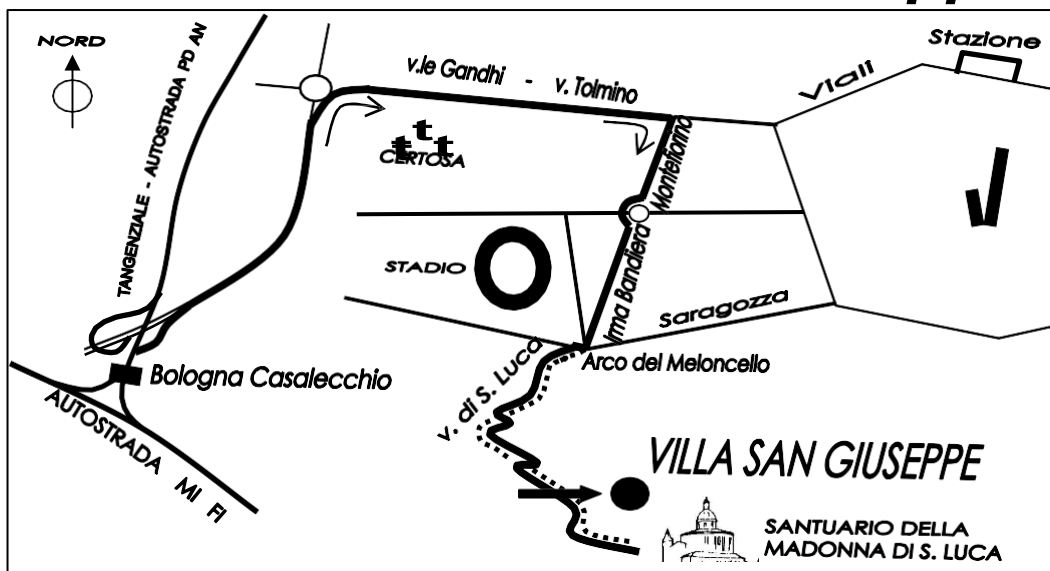 NORD
TANGENZIALE - AUTOSTRADA PD AN
v.le Gandhi - v. Tolmino
Viali
Stazione
CERTOSA
Montefiorino
STADIO
Irma Bandiera
Saragozza
Arco del Meloncello
v. di S. Luca
Bologna Casalecchio
AUTOSTRADA MI FI
VILLA SAN GIUSEPPE
SANTUARIO DELLA
MADONNA DI S. LUCA